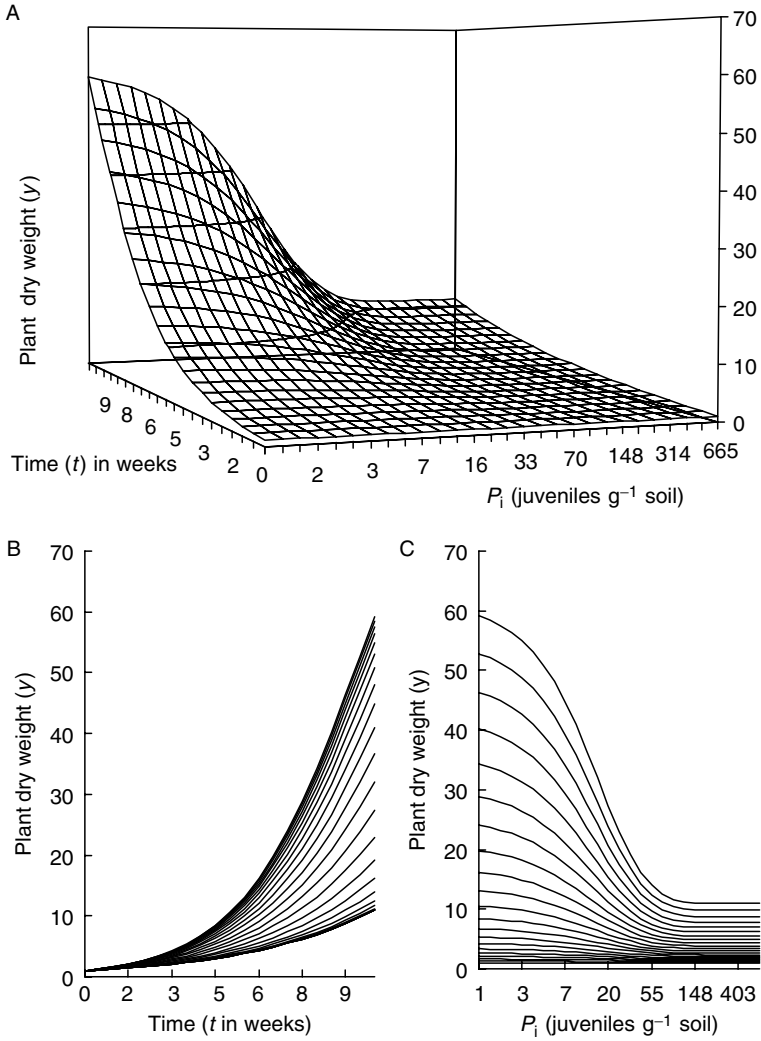 A
70
60
50
40
30
20
10
0
Plant dry weight (y)
9 8 6 5 3 2 0
Time (t) in weeks
2 3 7 16 33 70 148 314 665
Pi (juveniles g–1 soil)
B
70
60
50
40
30
20
10
0
Plant dry weight (y)
0 2 3 5 6 8 9
Time (t in weeks)
C
70
60
50
40
30
20
10
0
Plant dry weight (y)
1 3 7 20 55 148 403
Pi (juveniles g–1 soil)